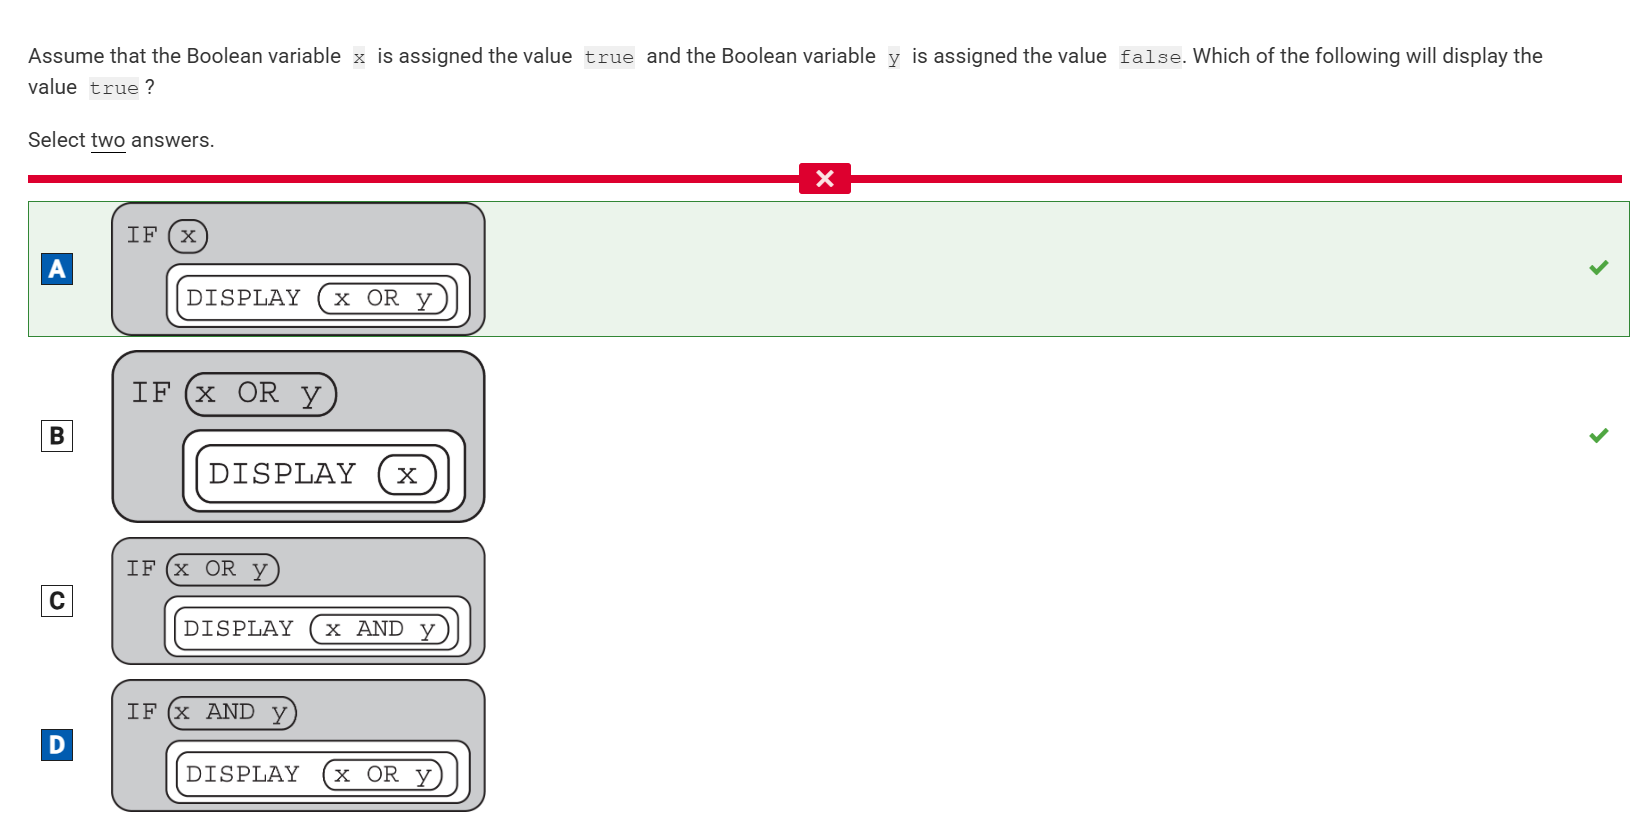 Assume that the Boolean variable x is assigned the value true and the Boolean variable y is assigned the value false. Which of the following will display the
value true ?
Select two answers.
A
IF x
DISPLAY x OR y
B
IF x OR y
DISPLAY x
C
IF x OR y
DISPLAY x AND y
D
IF x AND y
DISPLAY x OR y